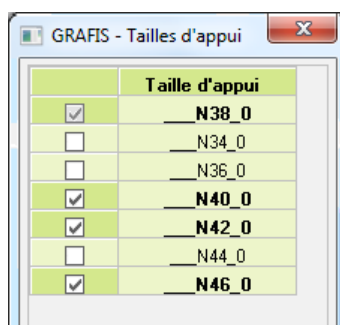 GRAFIS - Tailles d'appui
Taille d'appui
___N38_0
___N34_0
___N36_0
___N40_0
___N42_0
___N44_0
___N46_0